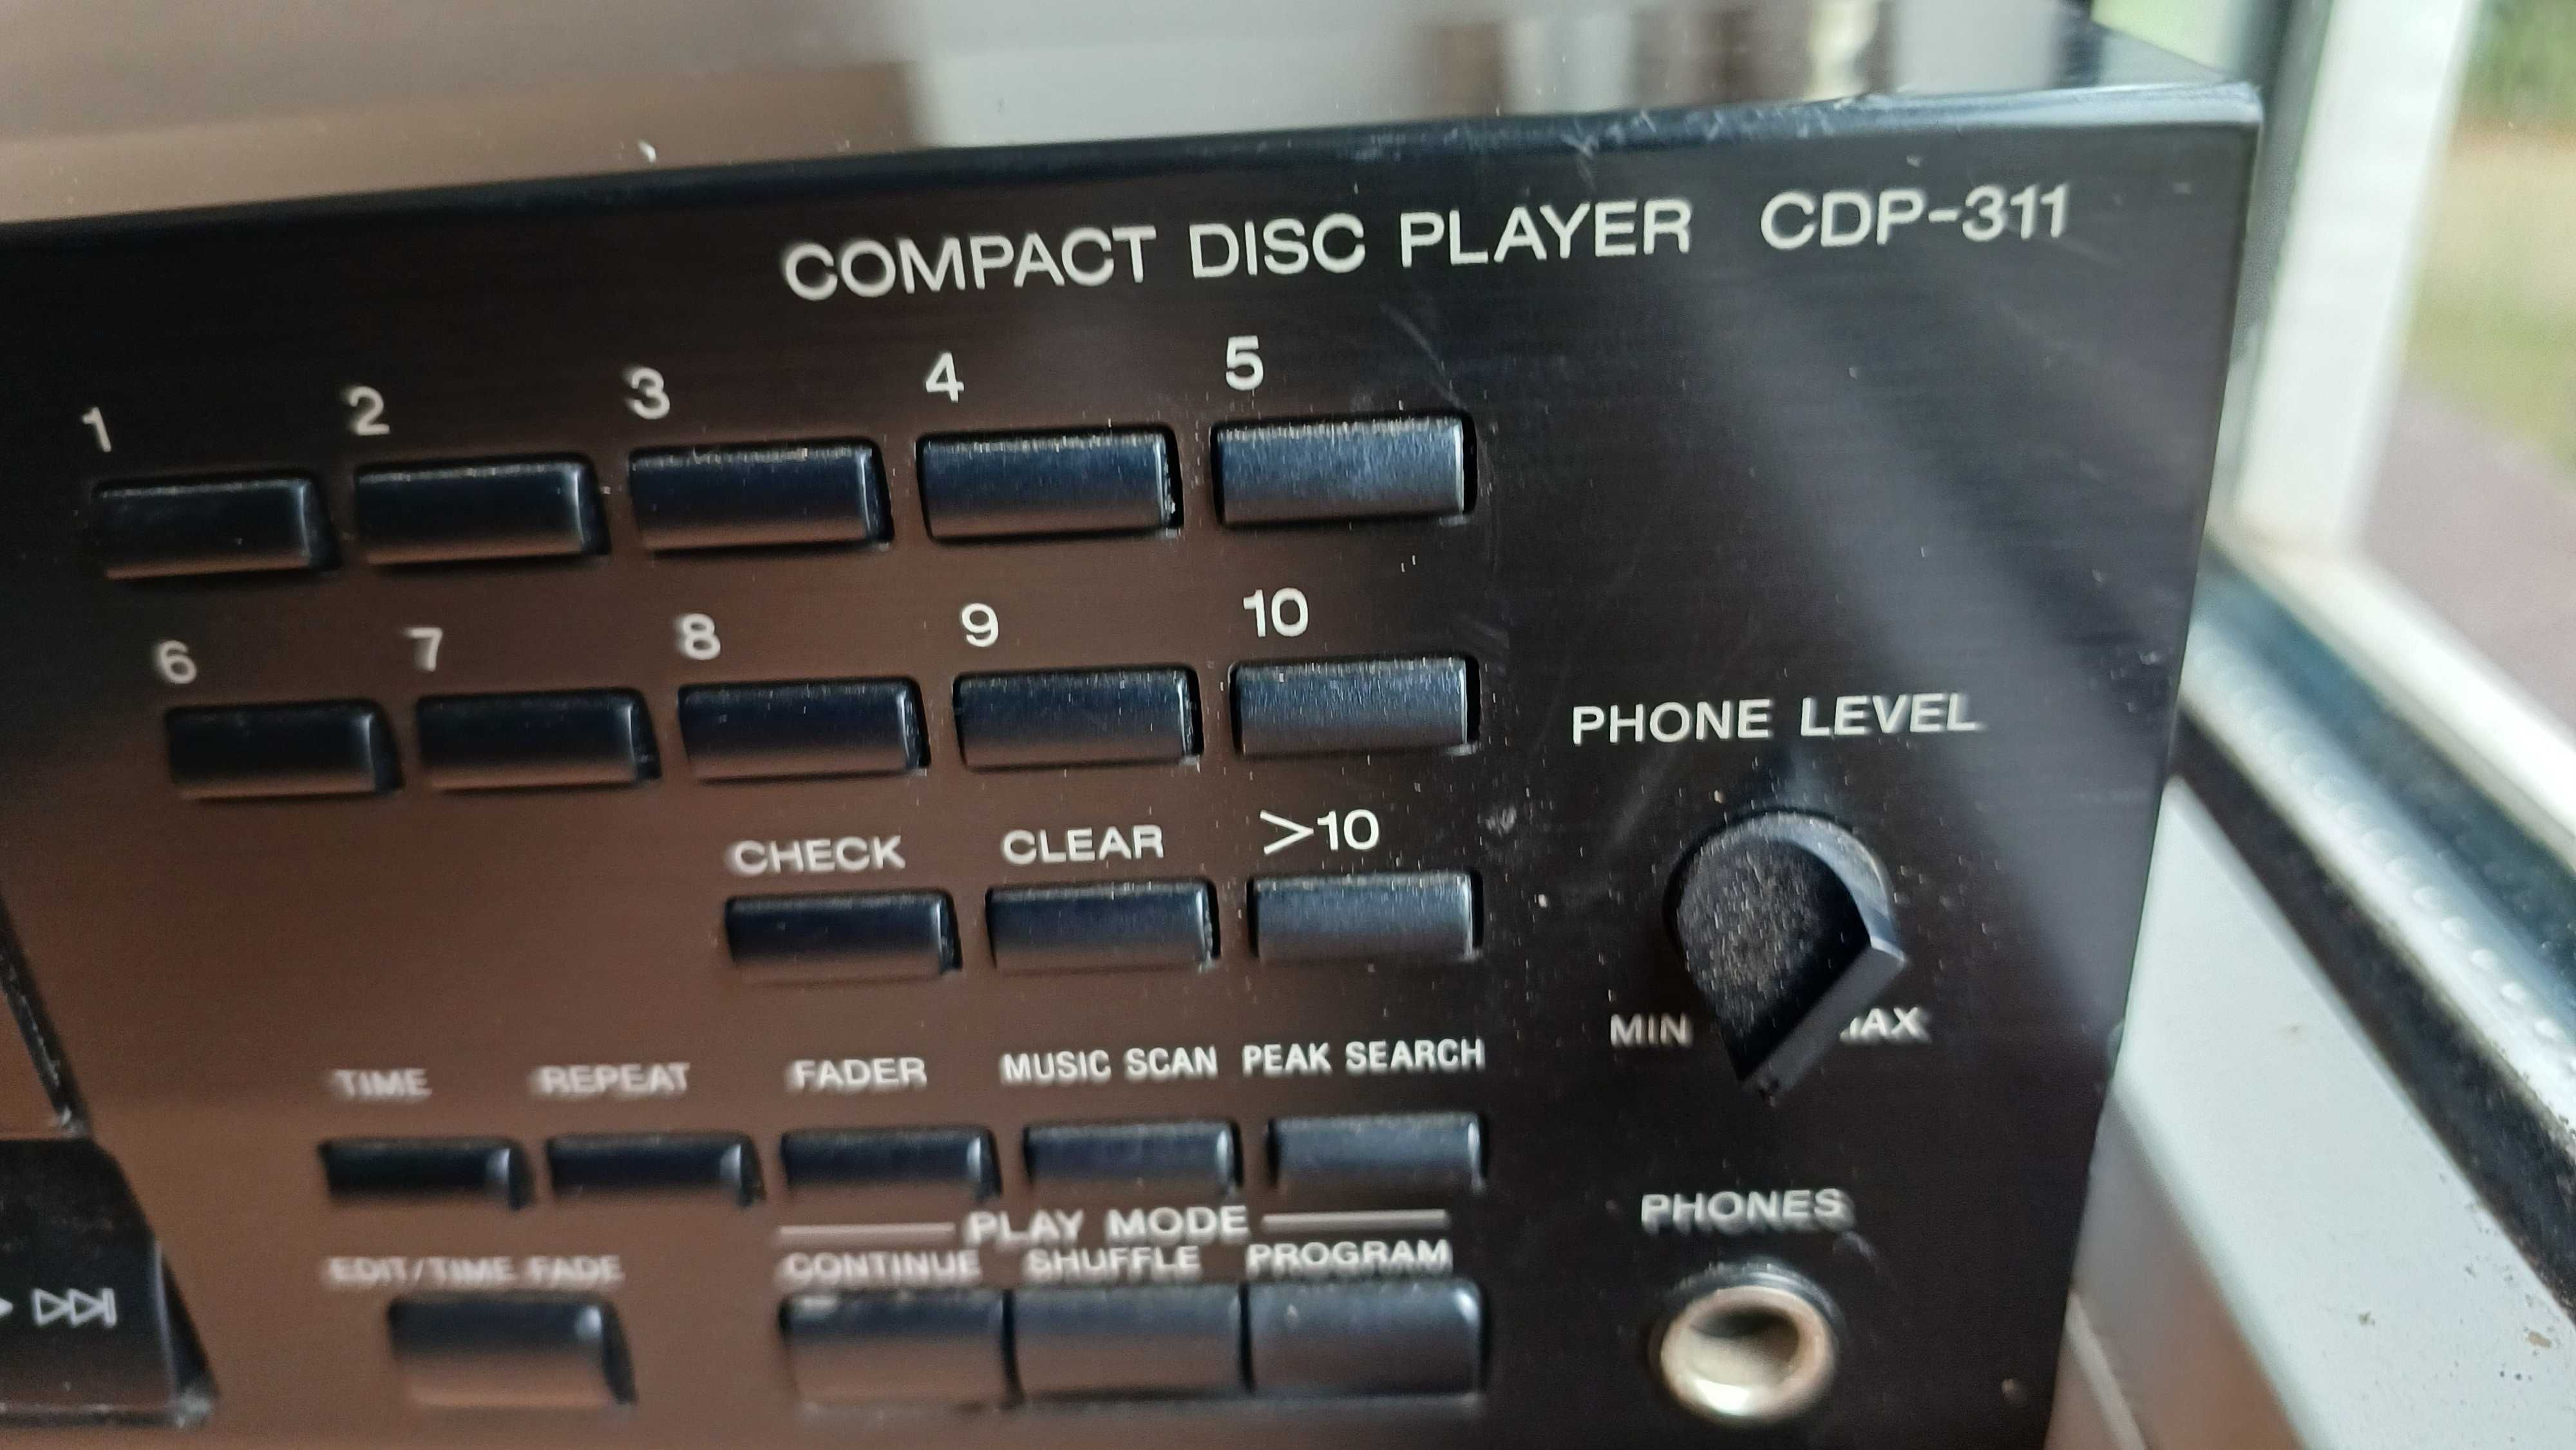 COMPACT DISC PLAYER CDP-311
1 2 3 4 5
6 7 8 9 10
PHONE LEVEL
CHECK CLEAR >10
MIN
TIME REPEAT FADER MUSIC SCAN PEAK SEARCH
PHONES
PLAY MODE
EDIT/TIME FADE CONTINUE SHUFFLE PROGRAM